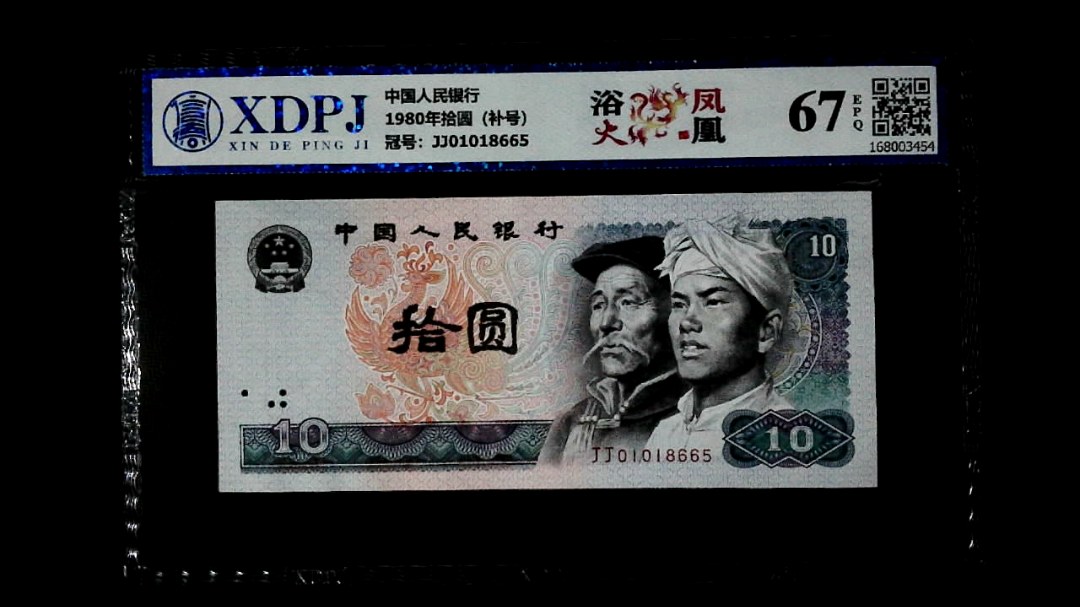 XDPJ
XIN DE PING JI
中国人民银行
1980年拾圆（补号）
冠号：JJ01018665
浴火
凤凰
67
EPQ
168003454
中国人民银行
10
拾圆
10
JJ01018665
10